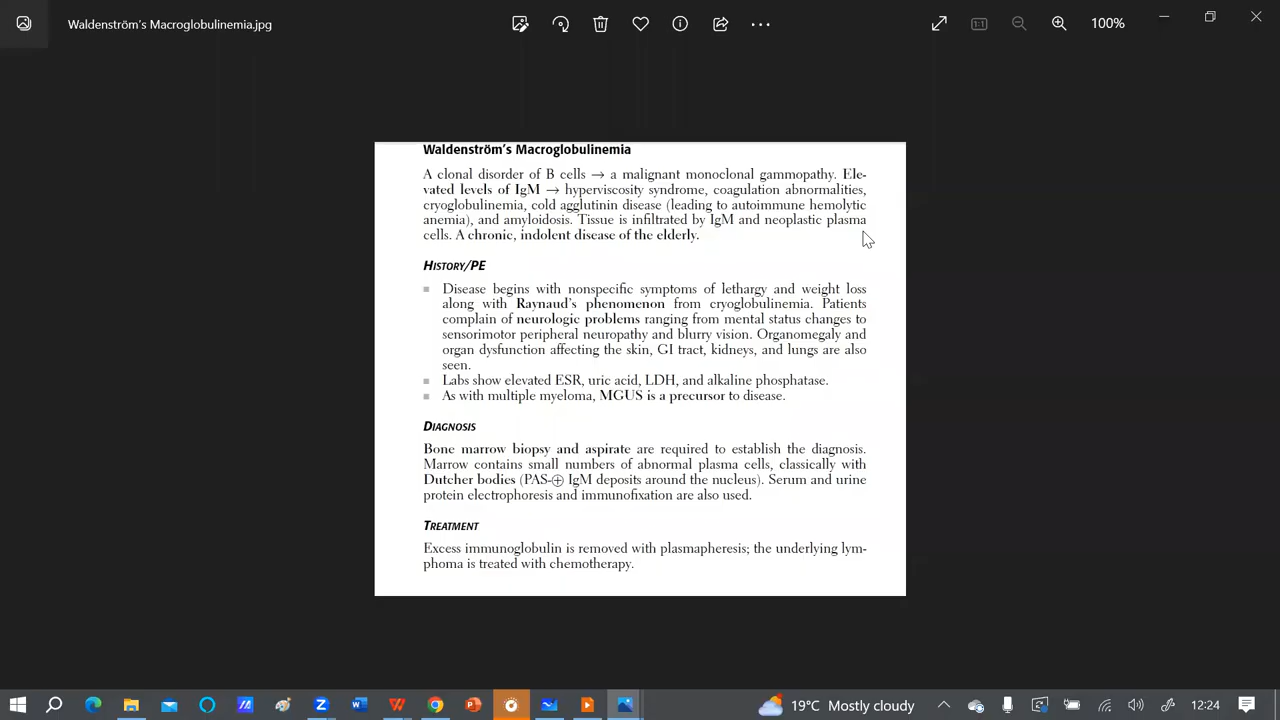 Waldenström's Macroglobulinemia.jpg
100%
Waldenström's Macroglobulinemia
A clonal disorder of B cells → a malignant monoclonal gammopathy. Ele-
vated levels of IgM → hyperviscosity syndrome, coagulation abnormalities,
cryoglobulinemia, cold agglutinin disease (leading to autoimmune hemolytic
anemia), and amyloidosis. Tissue is infiltrated by IgM and neoplastic plasma
cells. A chronic, indolent disease of the elderly.
HISTORY/PE
■ Disease begins with nonspecific symptoms of lethargy and weight loss
along with Raynaud's phenomenon from cryoglobulinemia. Patients
complain of neurologic problems ranging from mental status changes to
sensorimotor peripheral neuropathy and blurry vision. Organomegaly and
organ dysfunction affecting the skin, GI tract, kidneys, and lungs are also
seen.
■ Labs show elevated ESR, uric acid, LDH, and alkaline phosphatase.
■ As with multiple myeloma, MGUS is a precursor to disease.
DIAGNOSIS
Bone marrow biopsy and aspirate are required to establish the diagnosis.
Marrow contains small numbers of abnormal plasma cells, classically with
Dutcher bodies (PAS-⊕ IgM deposits around the nucleus). Serum and urine
protein electrophoresis and immunofixation are also used.
TREATMENT
Excess immunoglobulin is removed with plasmapheresis; the underlying lym-
phoma is treated with chemotherapy.
19°C Mostly cloudy
12:24